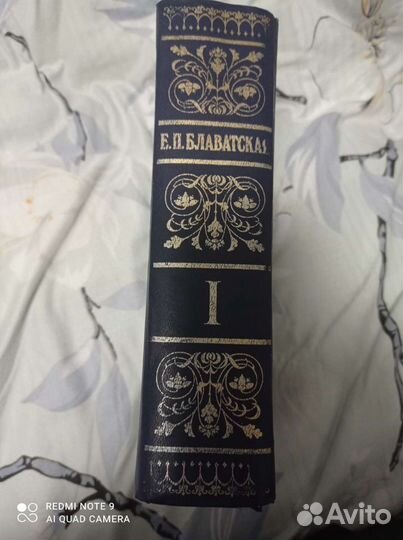 Е.П.БЛАВАТСКАЯ
I
REDMI NOTE 9
AI QUAD CAMERA
Avito